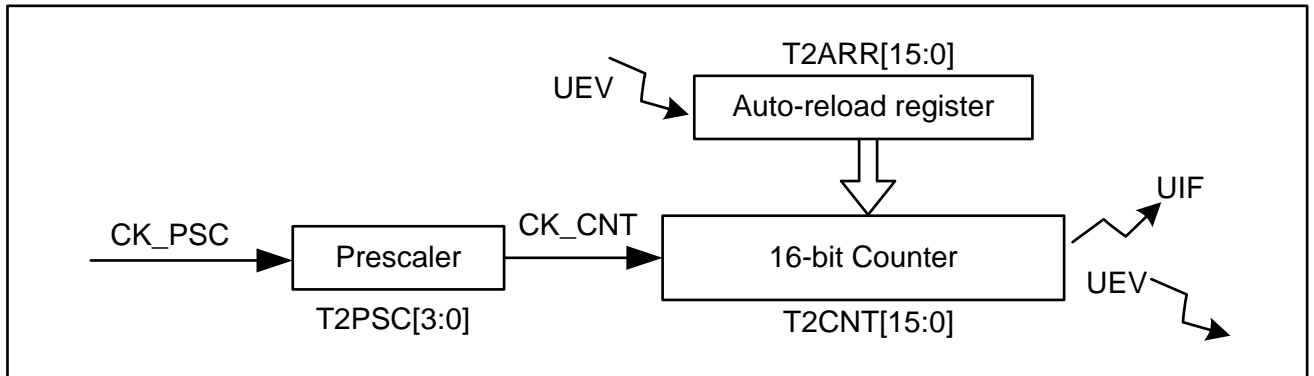 T2ARR[15:0]
UEV
Auto-reload register
UIF
CK_PSC
CK_CNT
Prescaler
16-bit Counter
UEV
T2PSC[3:0]
T2CNT[15:0]